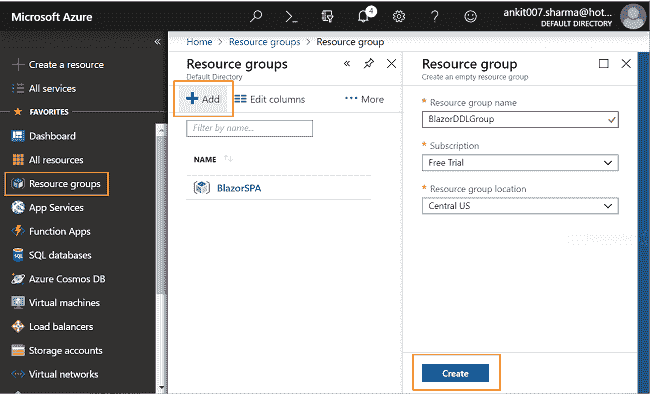 Microsoft Azure
4
ankit007.sharma@hot...
DEFAULT DIRECTORY
Create a resource
All services
FAVORITES
Dashboard
All resources
Resource groups
App Services
Function Apps
SQL databases
Azure Cosmos DB
Virtual machines
Load balancers
Storage accounts
Virtual networks
Home > Resource groups > Resource group
Resource groups
Default Directory
Add
Edit columns
More
Filter by name...
NAME
BlazorSPA
Resource group
Create an empty resource group
* Resource group name
BlazorDDLGroup
* Subscription
Free Trial
* Resource group location
Central US
Create